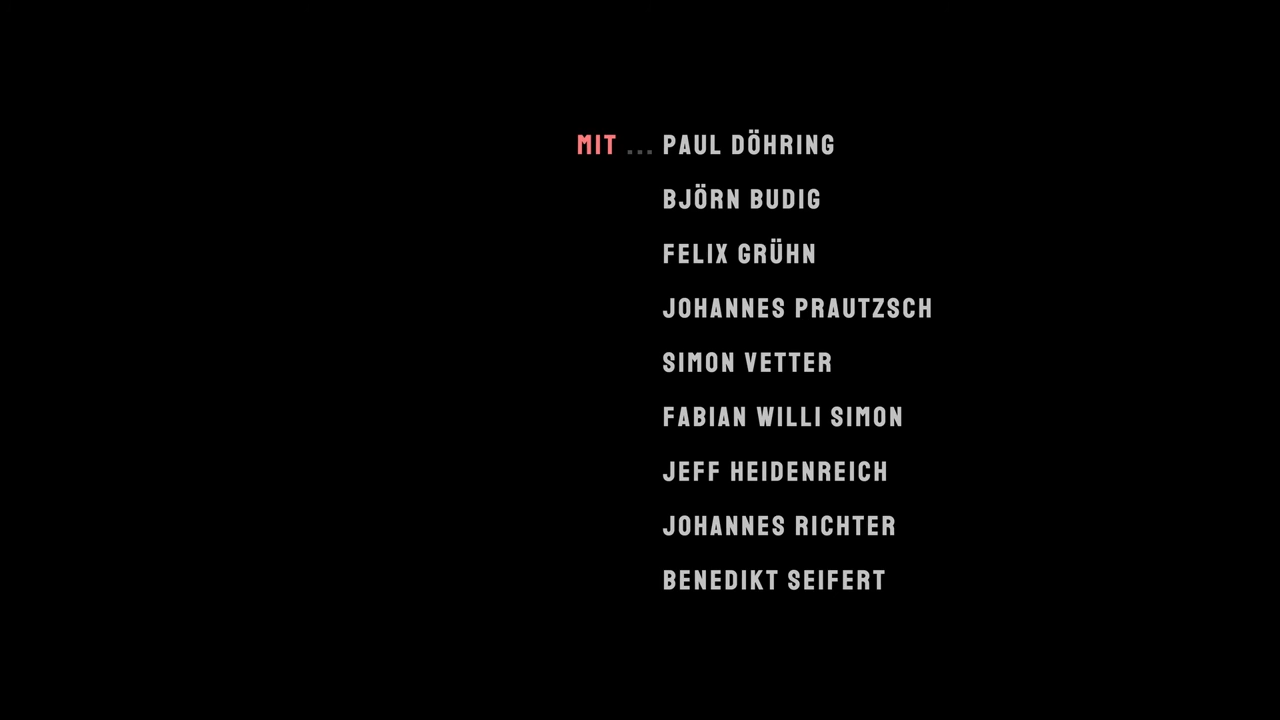 MIT ... PAUL DÖHRING
BJÖRN BUDIG
FELIX GRÜHN
JOHANNES PRAUTZSCH
SIMON VETTER
FABIAN WILLI SIMON
JEFF HEIDENREICH
JOHANNES RICHTER
BENEDIKT SEIFERT